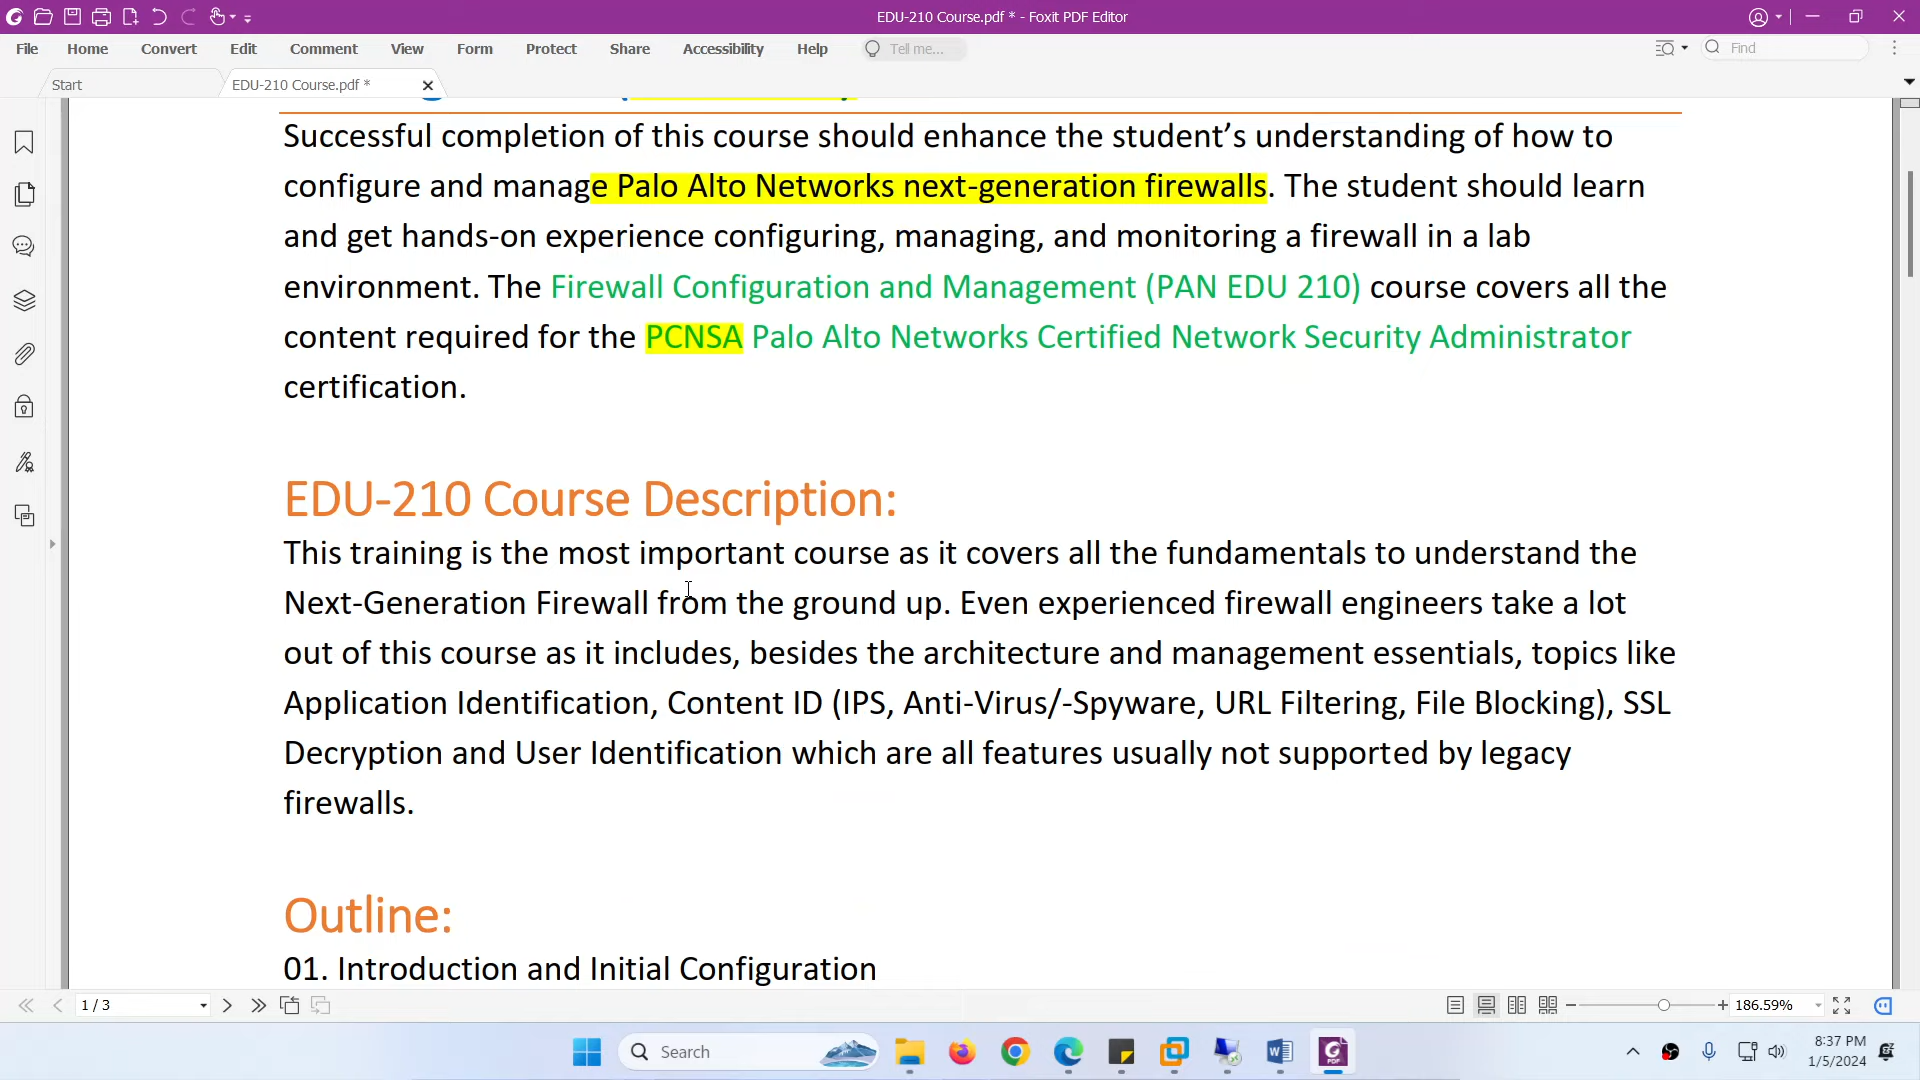 EDU-210 Course.pdf * - Foxit PDF Editor
File Home Convert Edit Comment View Form Protect Share Accessibility Help Tell me... Find
Start EDU-210 Course.pdf *
Successful completion of this course should enhance the student’s understanding of how to
configure and manage Palo Alto Networks next-generation firewalls. The student should learn
and get hands-on experience configuring, managing, and monitoring a firewall in a lab
environment. The Firewall Configuration and Management (PAN EDU 210) course covers all the
content required for the PCNSA Palo Alto Networks Certified Network Security Administrator
certification.
EDU-210 Course Description:
This training is the most important course as it covers all the fundamentals to understand the
Next-Generation Firewall from the ground up. Even experienced firewall engineers take a lot
out of this course as it includes, besides the architecture and management essentials, topics like
Application Identification, Content ID (IPS, Anti-Virus/-Spyware, URL Filtering, File Blocking), SSL
Decryption and User Identification which are all features usually not supported by legacy
firewalls.
Outline:
01. Introduction and Initial Configuration
1 / 3 186.59%
Search 8:37 PM
1/5/2024